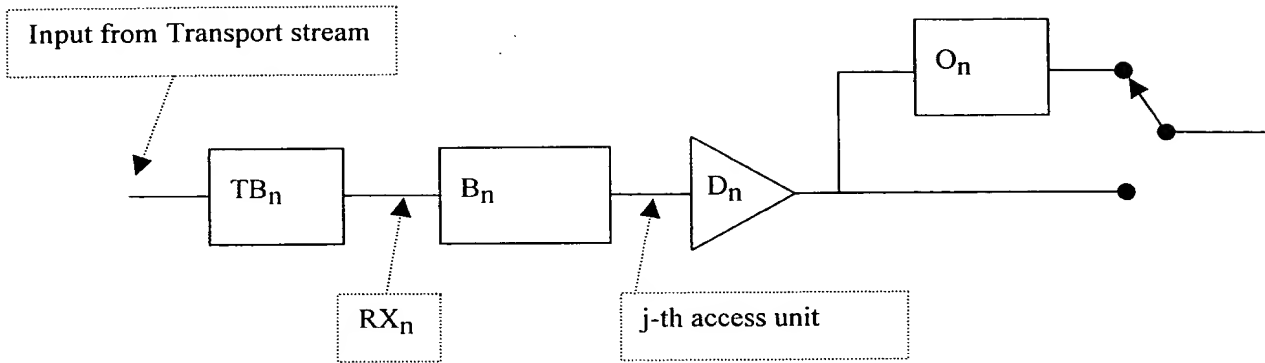 Input from Transport stream
Oₙ
TBₙ
Bₙ
Dₙ
RXₙ
j-th access unit